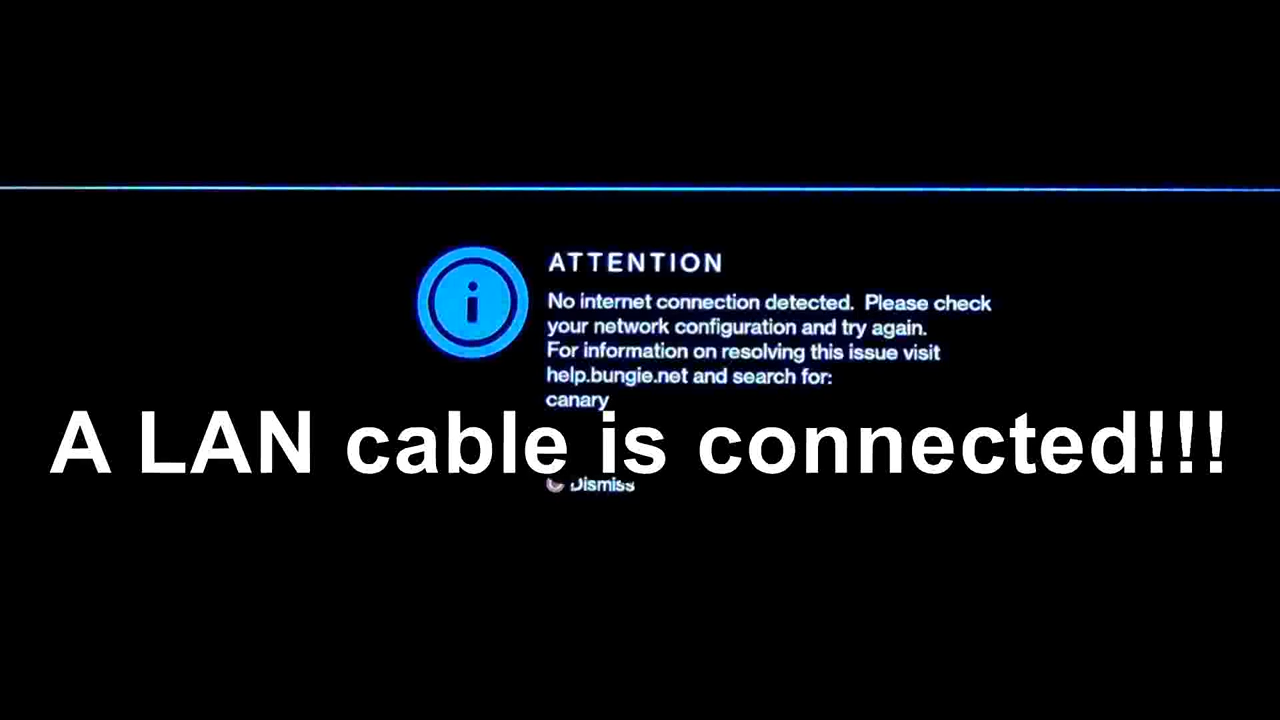 ATTENTION
No internet connection detected. Please check
your network configuration and try again.
For information on resolving this issue visit
help.bungie.net and search for:
canary
A LAN cable is connected!!!
Dismiss